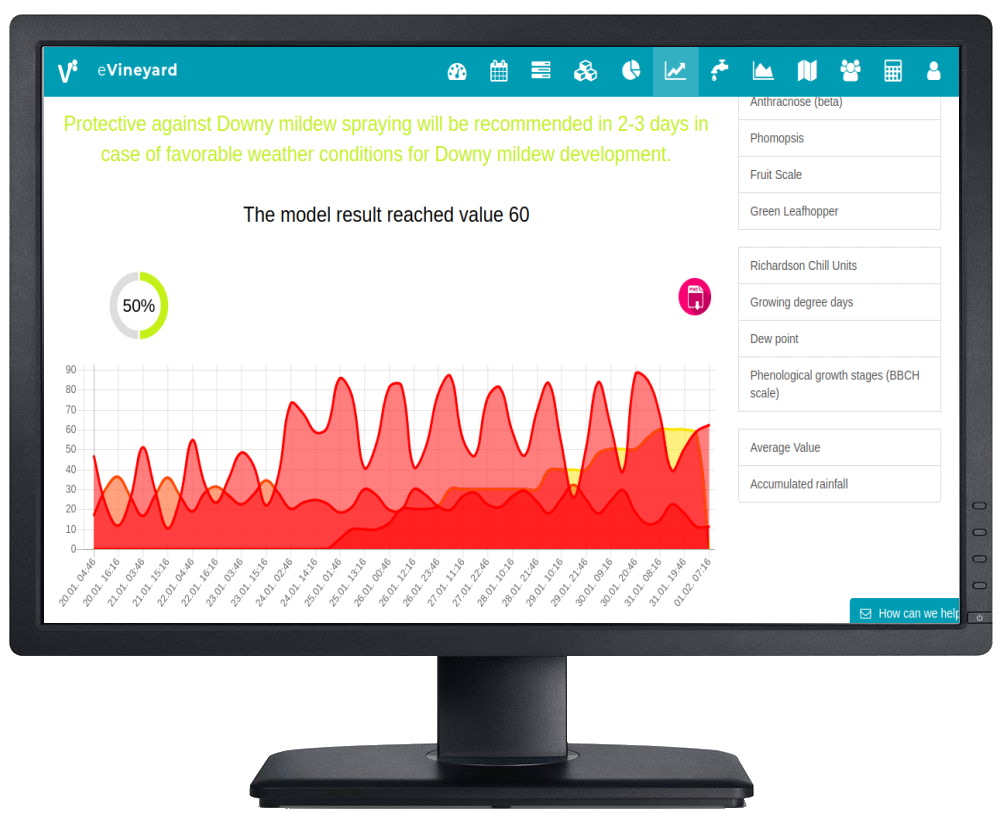 eVineyard
Protective against Downy mildew spraying will be recommended in 2-3 days in
case of favorable weather conditions for Downy mildew development.
The model result reached value 60
50%
PNG
90
80
70
60
50
40
30
20
10
0
20.01. 04:46
20.01. 16:16
21.01. 03:46
21.01. 15:16
22.01. 04:46
22.01. 16:16
23.01. 03:46
23.01. 15:16
24.01. 02:46
24.01. 14:16
25.01. 01:46
25.01. 13:16
26.01. 00:46
26.01. 12:16
26.01. 23:46
27.01. 11:16
27.01. 22:46
28.01. 10:16
28.01. 21:46
29.01. 10:16
29.01. 21:46
30.01. 09:16
30.01. 20:46
31.01. 08:16
31.01. 19:46
01.02. 07:16
Anthracnose (beta)
Phomopsis
Fruit Scale
Green Leafhopper
Richardson Chill Units
Growing degree days
Dew point
Phenological growth stages (BBCH
scale)
Average Value
Accumulated rainfall
How can we help